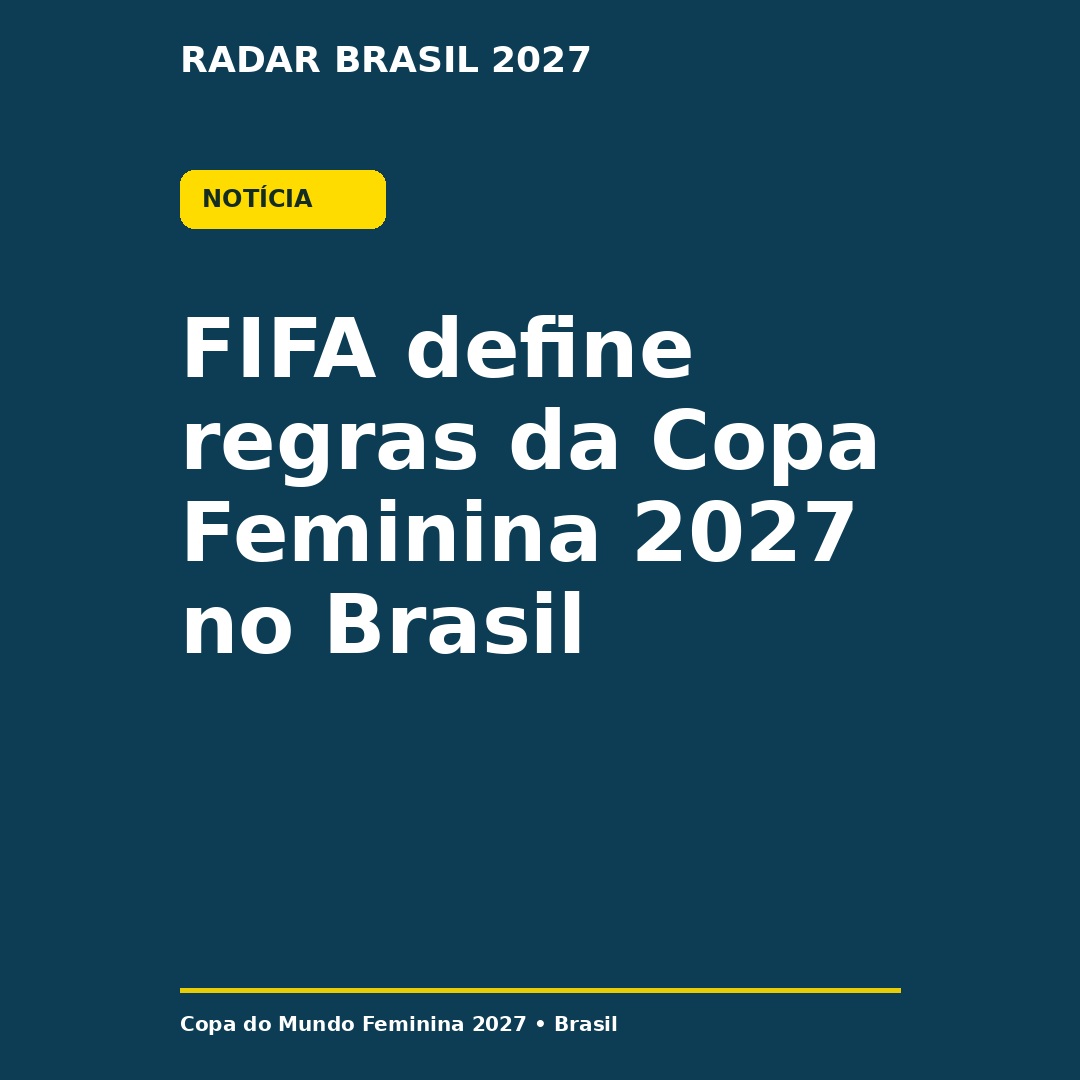 RADAR BRASIL 2027
NOTÍCIA
FIFA define
regras da Copa
Feminina 2027
no Brasil
Copa do Mundo Feminina 2027 • Brasil